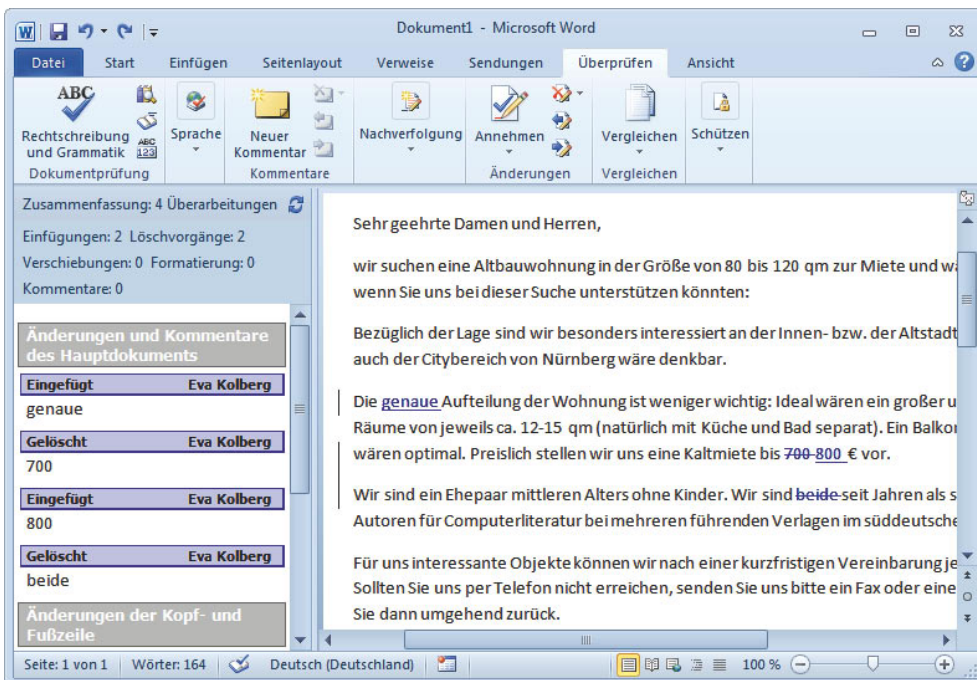 Dokument1 - Microsoft Word
Datei Start Einfügen Seitenlayout Verweise Sendungen Überprüfen Ansicht
ABC
Rechtschreibung und Grammatik
ABC
123
Sprache
Neuer Kommentar
Nachverfolgung
Annehmen
Vergleichen
Schützen
Dokumentprüfung Kommentare Änderungen Vergleichen
Zusammenfassung: 4 Überarbeitungen
Einfügungen: 2 Löschvorgänge: 2
Verschiebungen: 0 Formatierung: 0
Kommentare: 0
Änderungen und Kommentare
des Hauptdokuments
Eingefügt Eva Kolberg
genaue
Gelöscht Eva Kolberg
700
Eingefügt Eva Kolberg
800
Gelöscht Eva Kolberg
beide
Änderungen der Kopf- und
Fußzeile
Sehr geehrte Damen und Herren,
wir suchen eine Altbauwohnung in der Größe von 80 bis 120 qm zur Miete und
wenn Sie uns bei dieser Suche unterstützen könnten:
Bezüglich der Lage sind wir besonders interessiert an der Innen- bzw. der Altstadt
auch der Citybereich von Nürnberg wäre denkbar.
Die genaue Aufteilung der Wohnung ist weniger wichtig: Ideal wären ein großer
Räume von jeweils ca. 12-15 qm (natürlich mit Küche und Bad separat). Ein
wären optimal. Preislich stellen wir uns eine Kaltmiete bis 700 800 € vor.
Wir sind ein Ehepaar mittleren Alters ohne Kinder. Wir sind beide seit Jahren als
Autoren für Computerliteratur bei mehreren führenden Verlagen im süddeutsche
Für uns interessante Objekte können wir nach einer kurzfristigen Vereinbarung
Sollten Sie uns per Telefon nicht erreichen, senden Sie uns bitte ein Fax oder eine
Sie dann umgehend zurück.
Seite: 1 von 1 Wörter: 164 Deutsch (Deutschland) 100 %